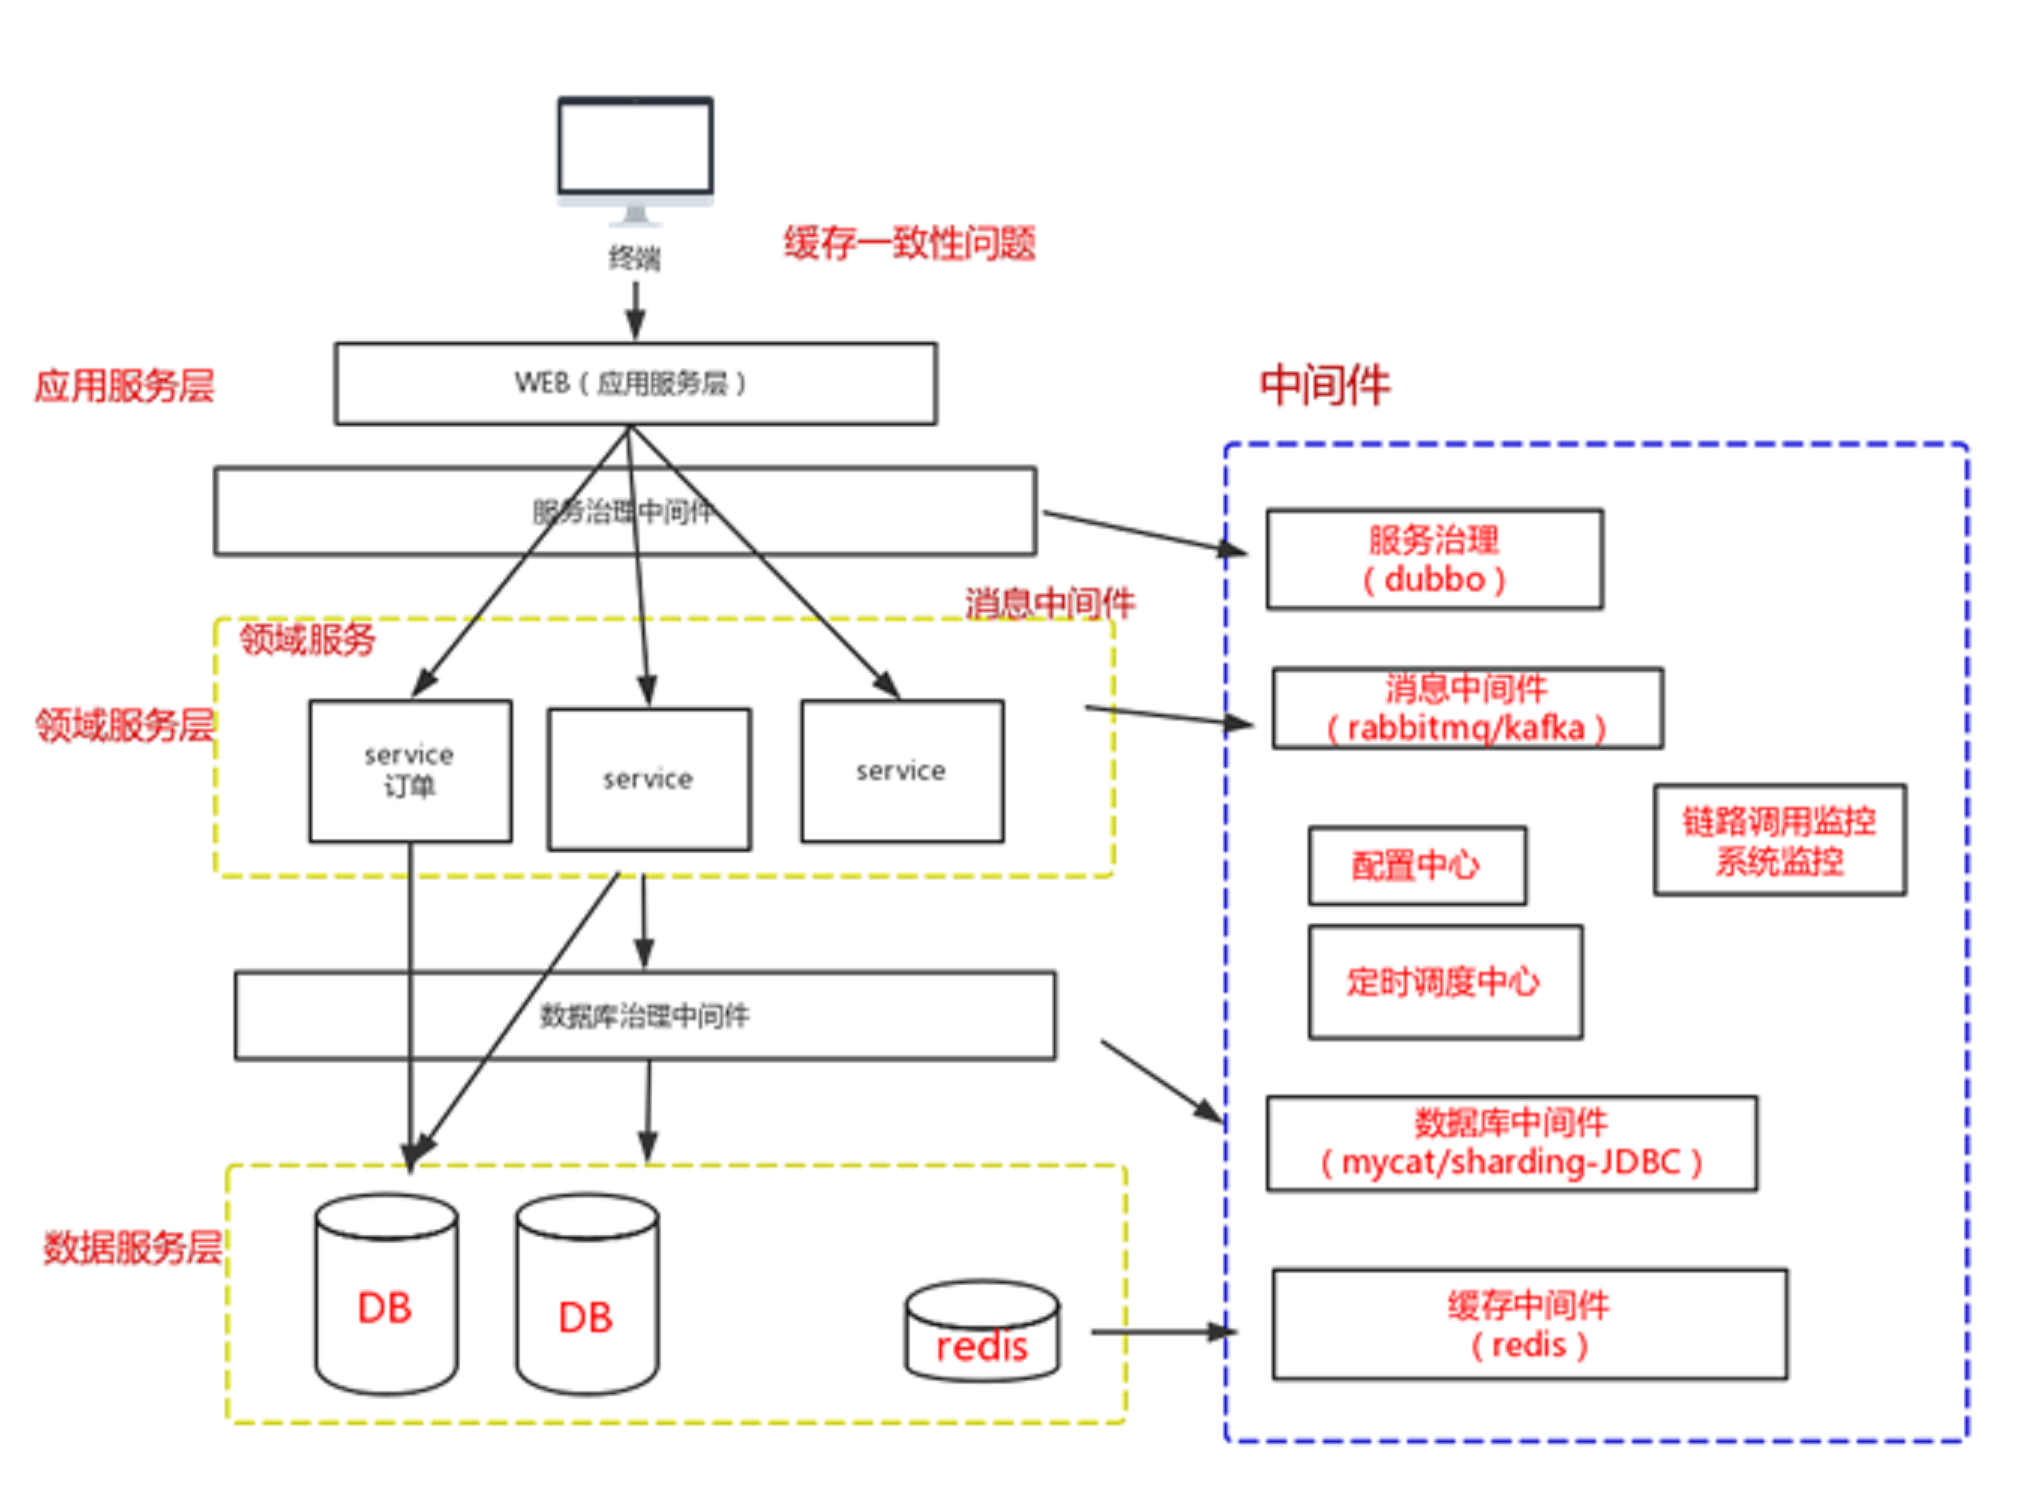 终端
缓存一致性问题
应用服务层
WEB（应用服务层）
中间件
服务治理中间件
服务治理
（dubbo）
消息中间件
领域服务
消息中间件
（rabbitmq/kafka）
领域服务层
service
订单
service
service
链路调用监控
系统监控
配置中心
定时调度中心
数据库治理中间件
数据库中间件
（mycat/sharding-JDBC）
数据服务层
DB
DB
redis
缓存中间件
（redis）